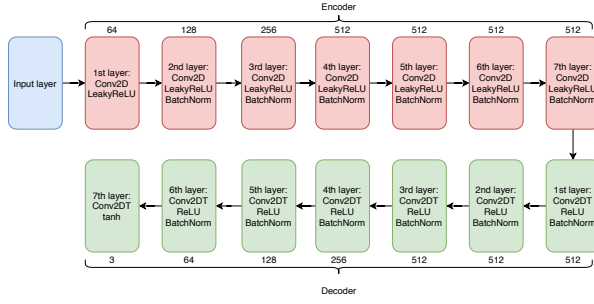 Encoder
64 128 256 512 512 512 512
Input layer
1st layer:
Conv2D
LeakyReLU
2nd layer:
Conv2D
LeakyReLU
BatchNorm
3rd layer:
Conv2D
LeakyReLU
BatchNorm
4th layer:
Conv2D
LeakyReLU
BatchNorm
5th layer:
Conv2D
LeakyReLU
BatchNorm
6th layer:
Conv2D
LeakyReLU
BatchNorm
7th layer:
Conv2D
LeakyReLU
BatchNorm
7th layer:
Conv2DT
tanh
6th layer:
Conv2DT
ReLU
BatchNorm
5th layer:
Conv2DT
ReLU
BatchNorm
4th layer:
Conv2DT
ReLU
BatchNorm
3rd layer:
Conv2DT
ReLU
BatchNorm
2nd layer:
Conv2DT
ReLU
BatchNorm
1st layer:
Conv2DT
ReLU
BatchNorm
3 64 128 256 512 512 512
Decoder